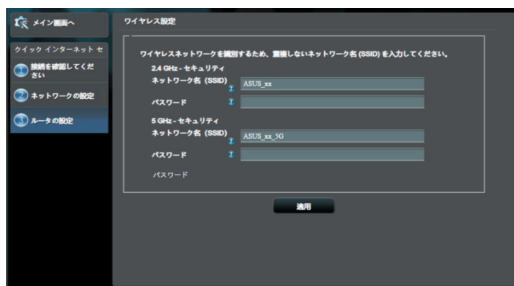 メイン画面へ
クイック インターネット セ
接続を確認してくだ
さい
ネットワークの設定
ルータの設定
ワイヤレス設定
ワイヤレスネットワークを識別するため、重複しないネットワーク名 (SSID) を入力してください。
2.4 GHz - セキュリティ
ネットワーク名 (SSID)
ASUS_xx
パスワード
5 GHz - セキュリティ
ネットワーク名 (SSID)
ASUS_xx_5G
パスワード
パスワード
適用